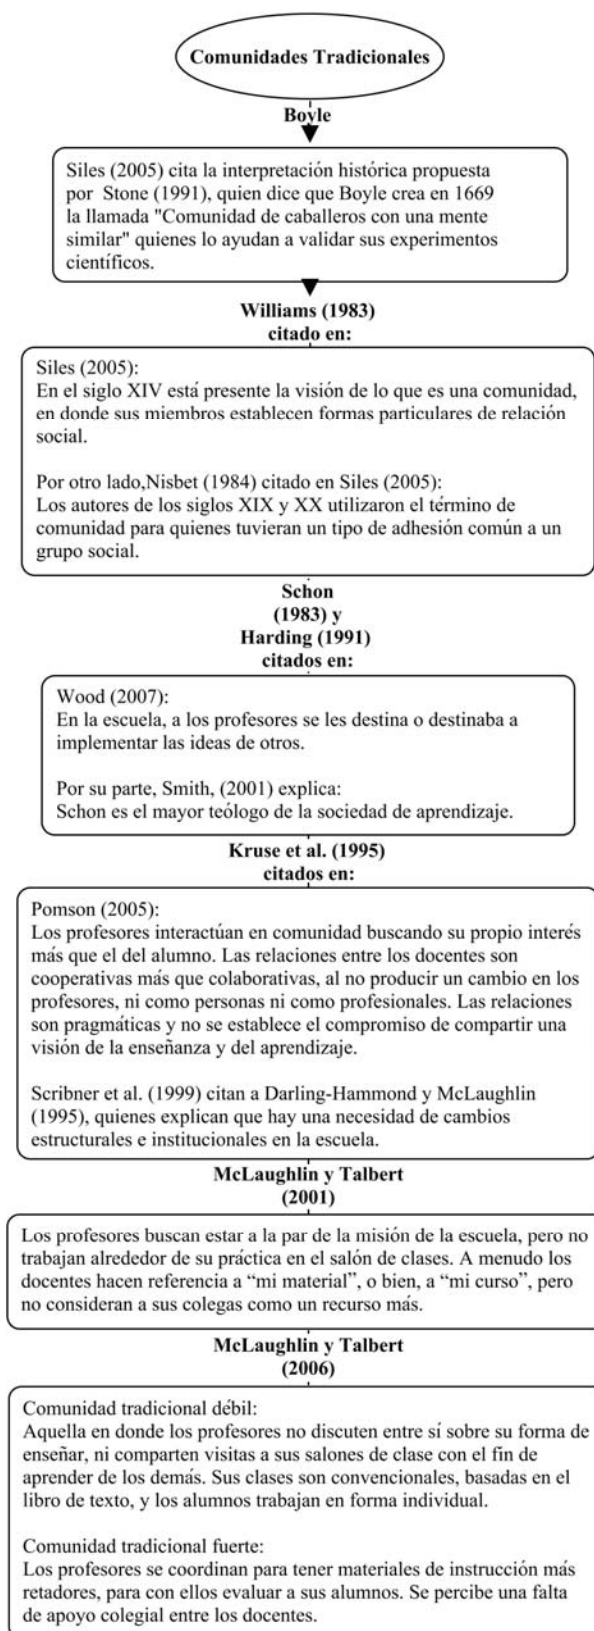 Comunidades Tradicionales
Boyle
Siles (2005) cita la interpretación histórica propuesta
por Stone (1991), quien dice que Boyle crea en 1669
la llamada "Comunidad de caballeros con una mente
similar" quienes lo ayudan a validar sus experimentos
científicos.
Williams (1983)
citado en:
Siles (2005):
En el siglo XIV está presente la visión de lo que es una comunidad,
en donde sus miembros establecen formas particulares de relación
social.
Por otro lado,Nisbet (1984) citado en Siles (2005):
Los autores de los siglos XIX y XX utilizaron el término de
comunidad para quienes tuvieran un tipo de adhesión común a un
grupo social.
Schon
(1983) y
Harding (1991)
citados en:
Wood (2007):
En la escuela, a los profesores se les destina o destinaba a
implementar las ideas de otros.
Por su parte, Smith, (2001) explica:
Schon es el mayor teólogo de la sociedad de aprendizaje.
Kruse et al. (1995)
citados en:
Pomson (2005):
Los profesores interactúan en comunidad buscando su propio interés
más que el del alumno. Las relaciones entre los docentes son
cooperativas más que colaborativas, al no producir un cambio en los
profesores, ni como personas ni como profesionales. Las relaciones
son pragmáticas y no se establece el compromiso de compartir una
visión de la enseñanza y del aprendizaje.
Scribner et al. (1999) citan a Darling-Hammond y McLaughlin
(1995), quienes explican que hay una necesidad de cambios
estructurales e institucionales en la escuela.
McLaughlin y Talbert
(2001)
Los profesores buscan estar a la par de la misión de la escuela, pero no
trabajan alrededor de su práctica en el salón de clases. A menudo los
docentes hacen referencia a “mi material”, o bien, a “mi curso”, pero
no consideran a sus colegas como un recurso más.
McLaughlin y Talbert
(2006)
Comunidad tradicional débil:
Aquella en donde los profesores no discuten entre sí sobre su forma de
enseñar, ni comparten visitas a sus salones de clase con el fin de
aprender de los demás. Sus clases son convencionales, basadas en el
libro de texto, y los alumnos trabajan en forma individual.
Comunidad tradicional fuerte:
Los profesores se coordinan para tener materiales de instrucción más
retadores, para con ellos evaluar a sus alumnos. Se percibe una falta
de apoyo colegial entre los docentes.